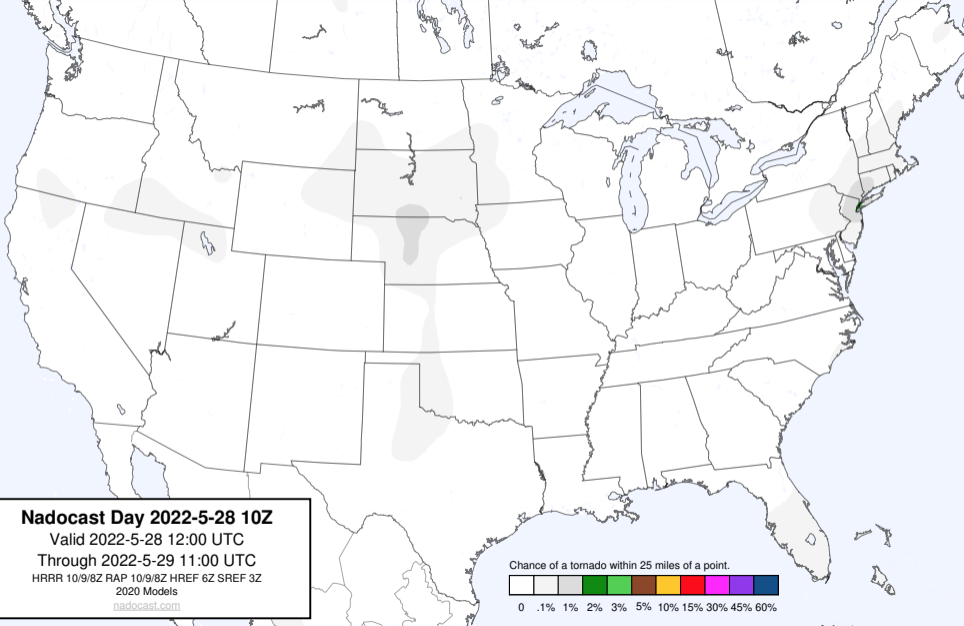 Nadocast Day 2022-5-28 10Z
Valid 2022-5-28 12:00 UTC
Through 2022-5-29 11:00 UTC
HRRR 10/9/8Z RAP 10/9/8Z HREF 6Z SREF 3Z
2020 Models
nadocast.com
Chance of a tornado within 25 miles of a point.
0 .1% 1% 2% 3% 5% 10% 15% 30% 45% 60%